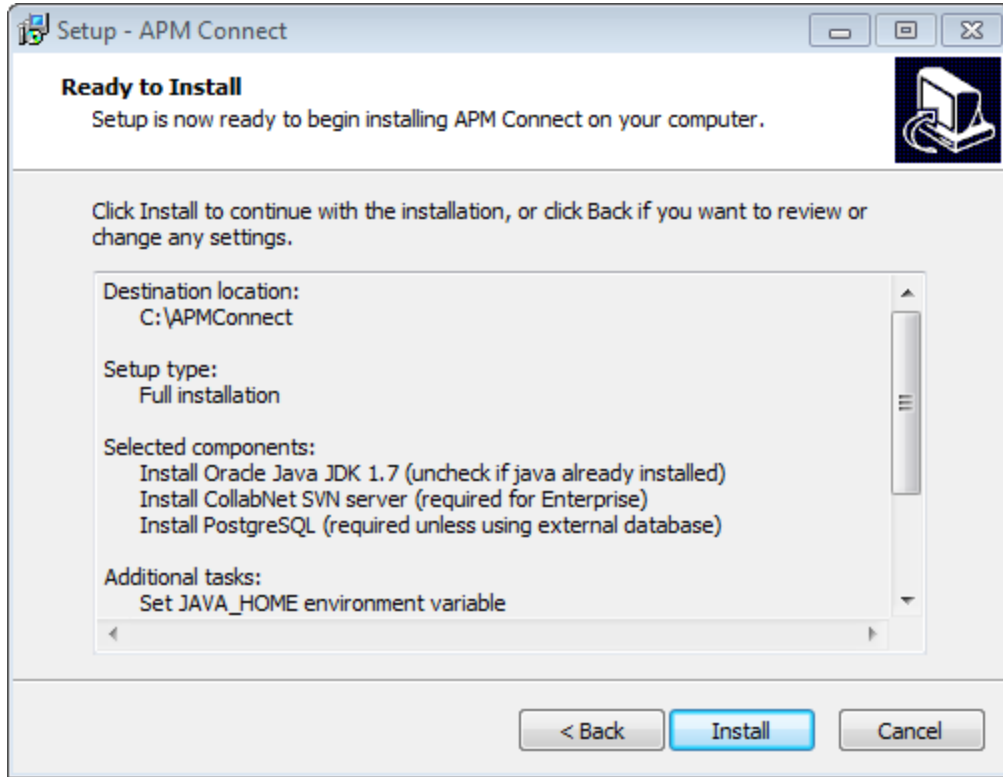 Setup - APM Connect
Ready to Install
Setup is now ready to begin installing APM Connect on your computer.
Click Install to continue with the installation, or click Back if you want to review or
change any settings.
Destination location:
C:\APMConnect
Setup type:
Full installation
Selected components:
Install Oracle Java JDK 1.7 (uncheck if java already installed)
Install CollabNet SVN server (required for Enterprise)
Install PostgreSQL (required unless using external database)
Additional tasks:
Set JAVA_HOME environment variable
< Back
Install
Cancel